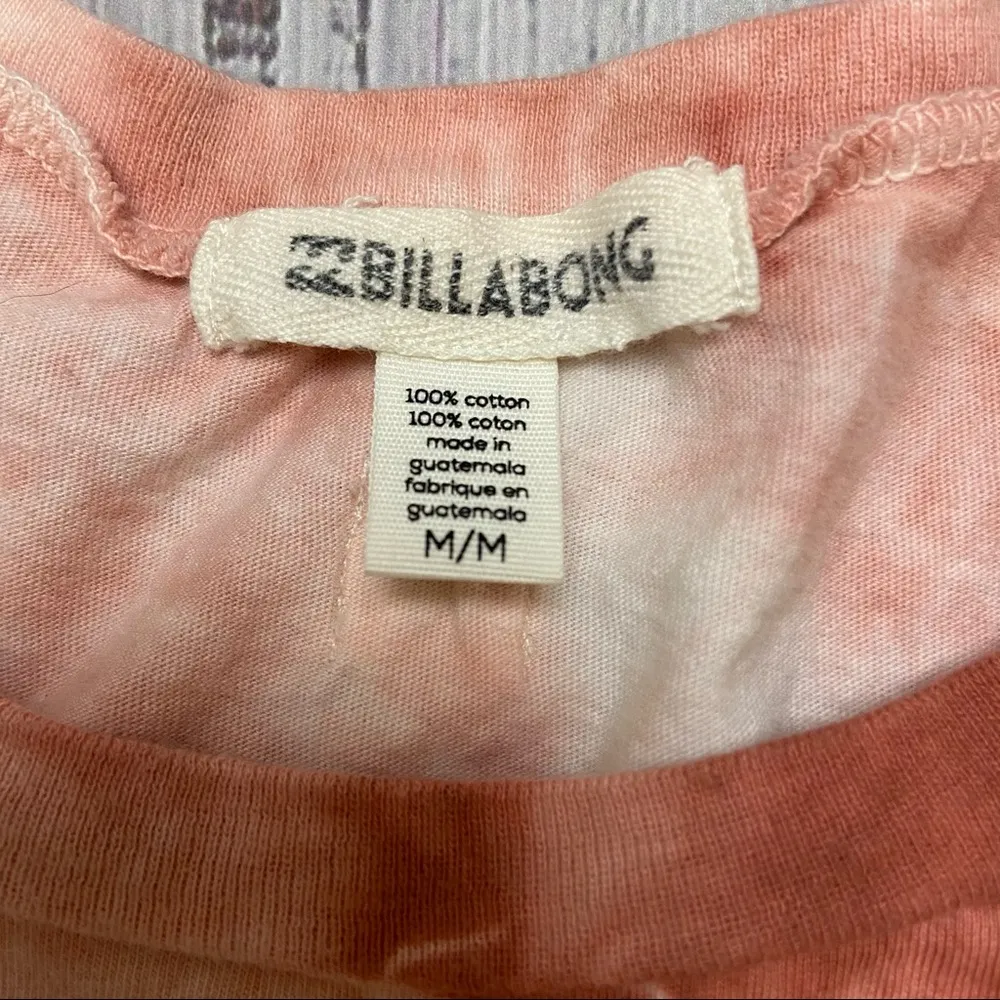 BILLABONG
100% cotton
100% coton
made in
guatemala
fabrique en
guatemala
M/M